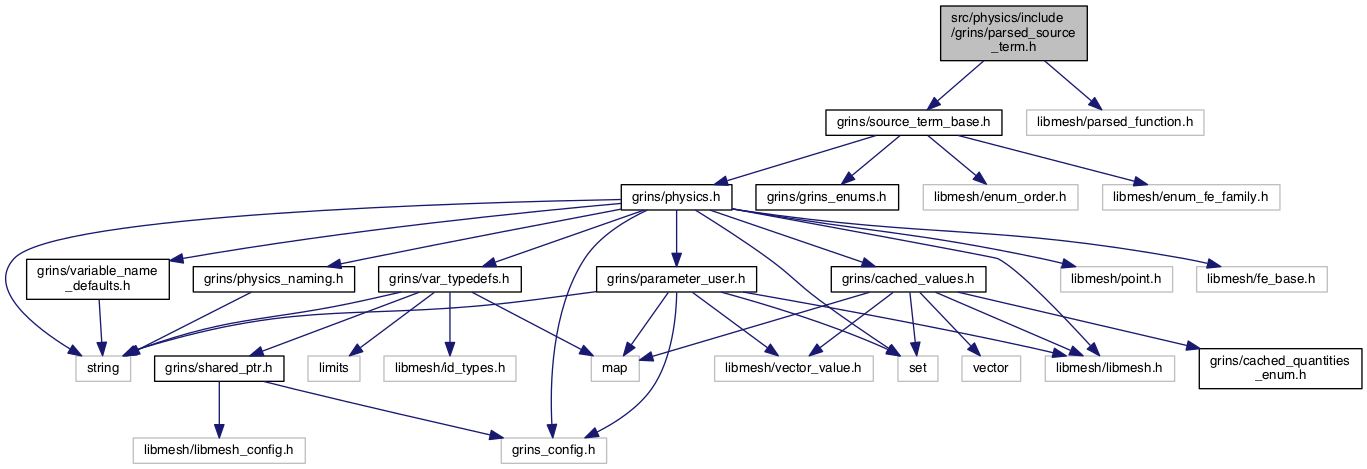 src/physics/include
/grins/parsed_source
_term.h
grins/source_term_base.h
libmesh/parsed_function.h
grins/physics.h
grins/grins_enums.h
libmesh/enum_order.h
libmesh/enum_fe_family.h
grins/variable_name
_defaults.h
grins/physics_naming.h
grins/var_typedefs.h
grins/parameter_user.h
grins/cached_values.h
libmesh/point.h
libmesh/fe_base.h
string
grins/shared_ptr.h
limits
libmesh/id_types.h
map
libmesh/vector_value.h
set
vector
libmesh/libmesh.h
grins/cached_quantities
_enum.h
libmesh/libmesh_config.h
grins_config.h